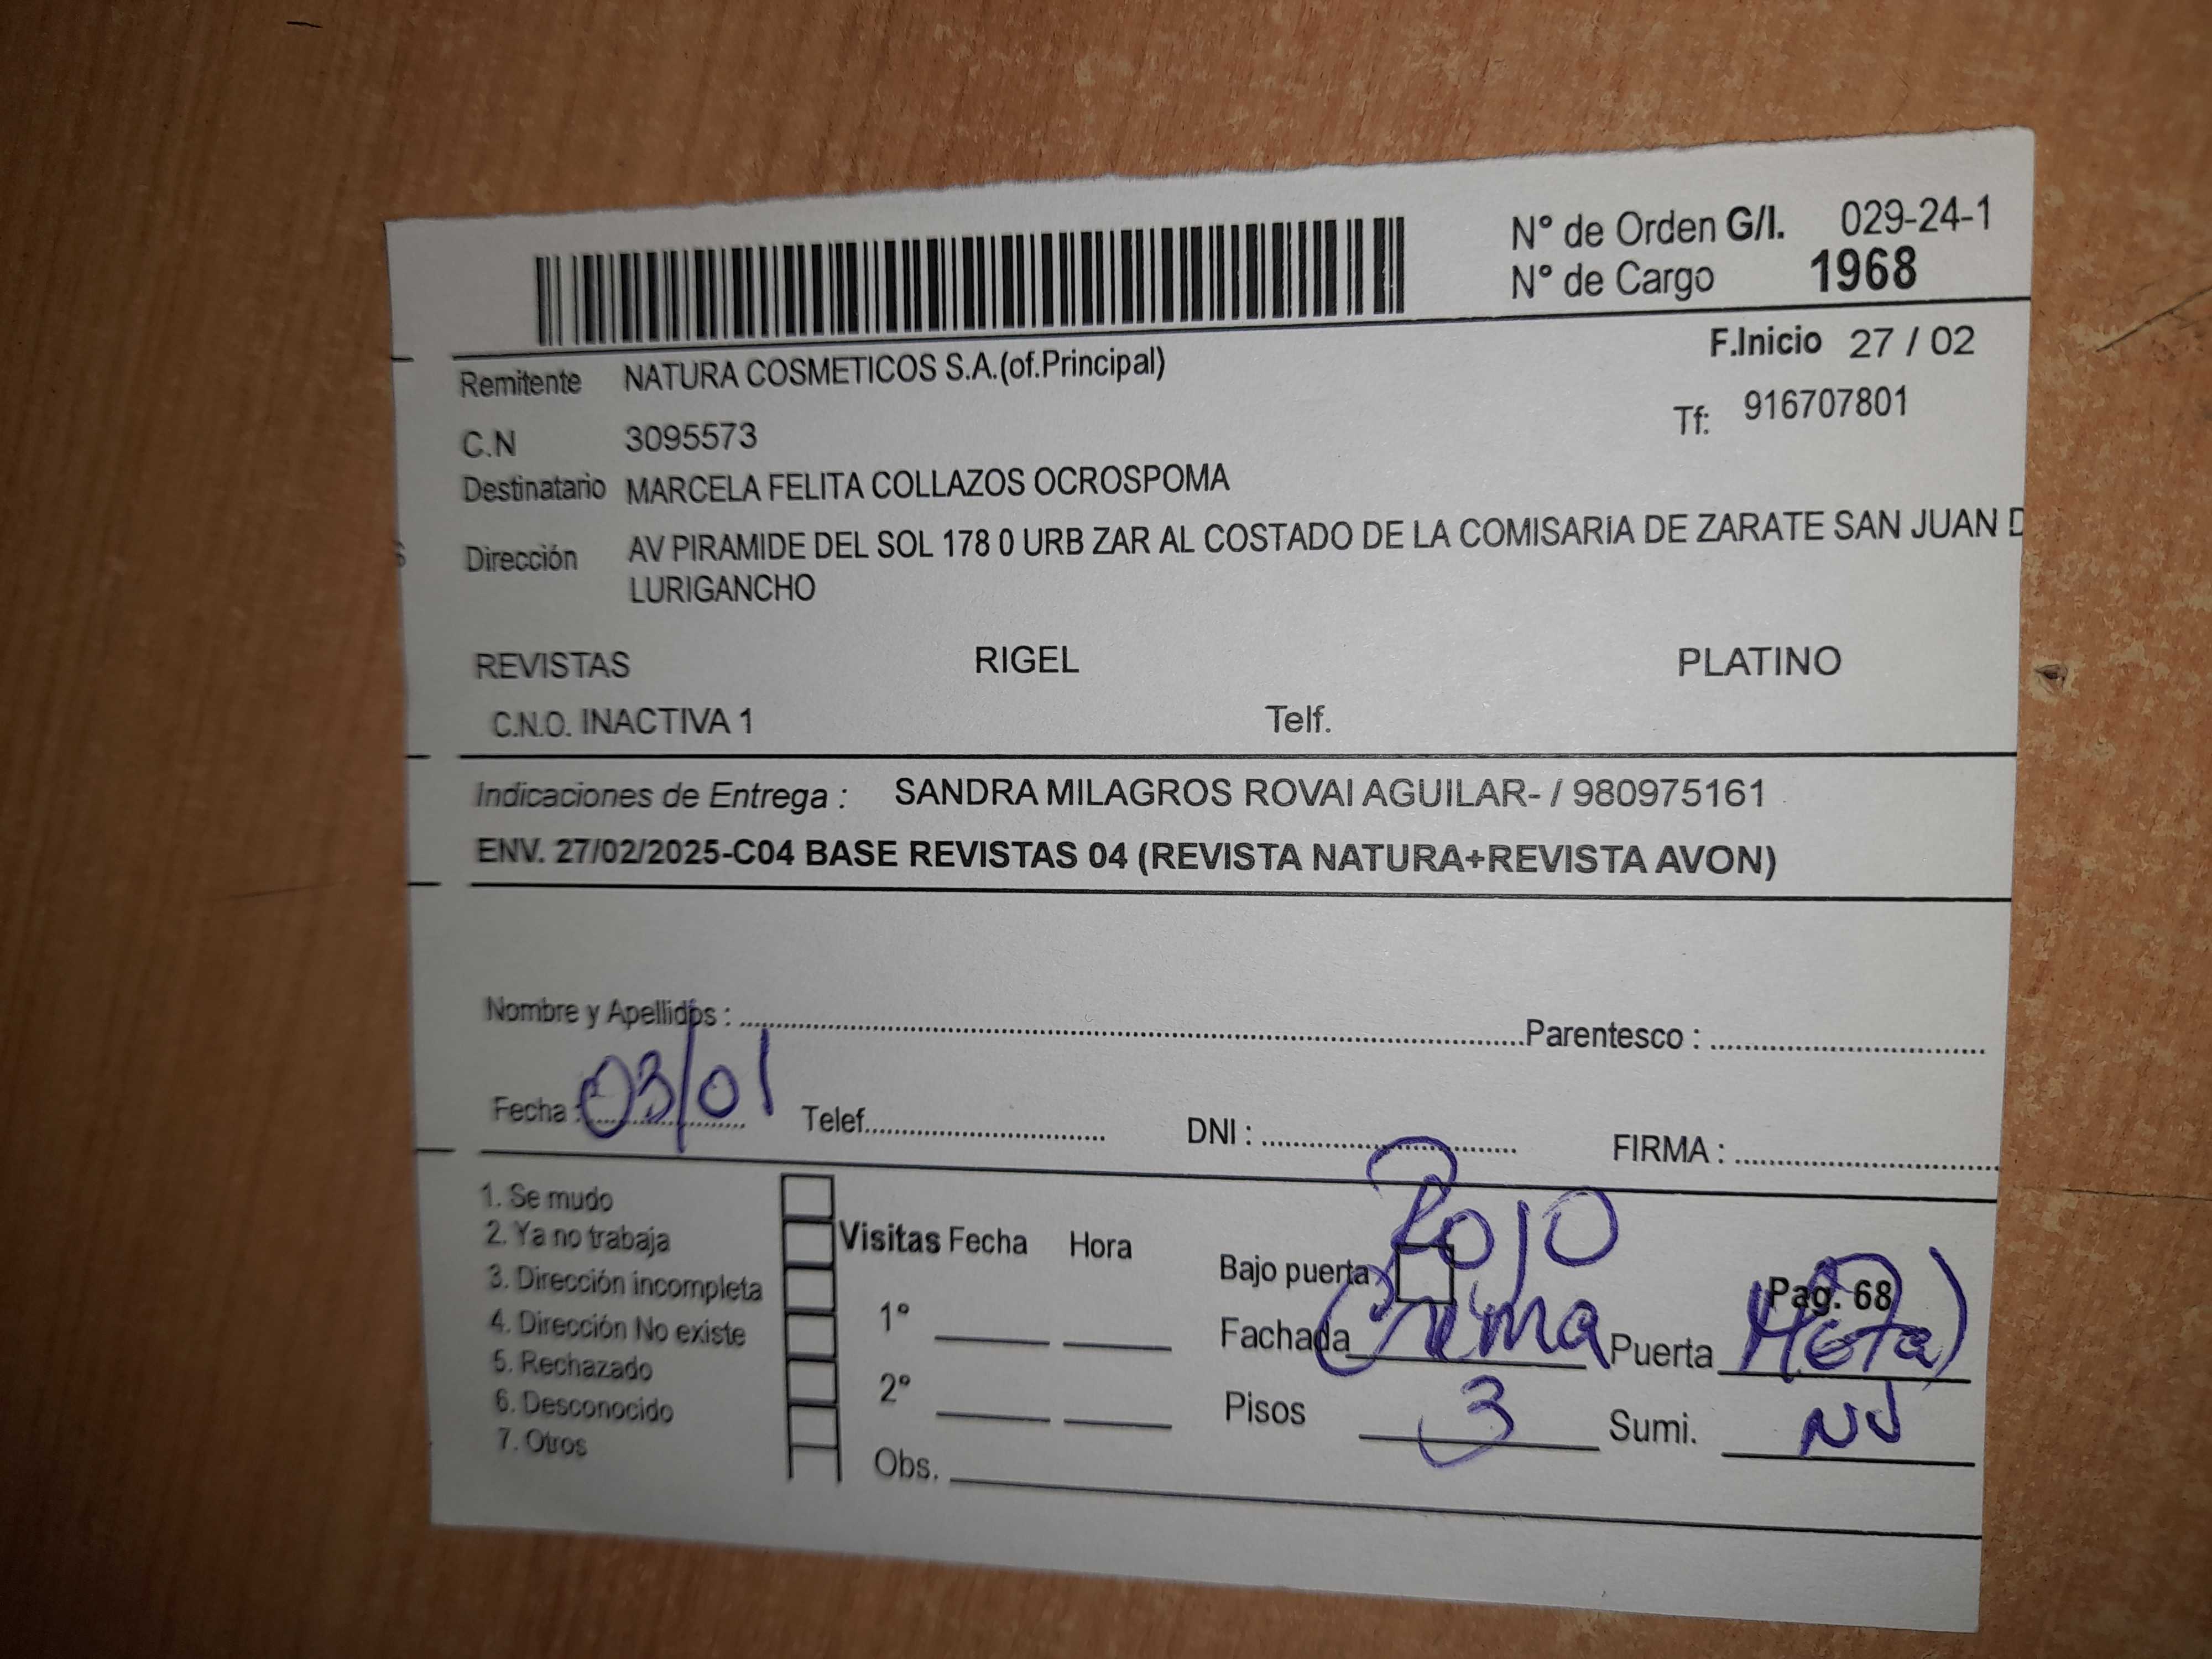 N° de Orden G/I. 029-24-1
N° de Cargo 1968
F.Inicio 27 / 02
Remitente NATURA COSMETICOS S.A.(of.Principal)
Tf: 916707801
C.N 3095573
Destinatario MARCELA FELITA COLLAZOS OCROSPOMA
Dirección AV PIRAMIDE DEL SOL 178 0 URB ZAR AL COSTADO DE LA COMISARIA DE ZARATE SAN JUAN D
LURIGANCHO
REVISTAS RIGEL PLATINO
C.N.O. INACTIVA 1 Telf.
Indicaciones de Entrega : SANDRA MILAGROS ROVAI AGUILAR- / 980975161
ENV. 27/02/2025-C04 BASE REVISTAS 04 (REVISTA NATURA+REVISTA AVON)
Nombre y Apellidos : Parentesco :
Fecha : 03/01 Telef. DNI : FIRMA :
1. Se mudo
2. Ya no trabaja
3. Dirección incompleta
4. Dirección No existe
5. Rechazado
6. Desconocido
7. Otros
Visitas Fecha Hora
1°
2°
Obs.
Rojo
Bajo puerta
Pag. 68
Fachada Crema Puerta Metal
Pisos 3 Sumi.